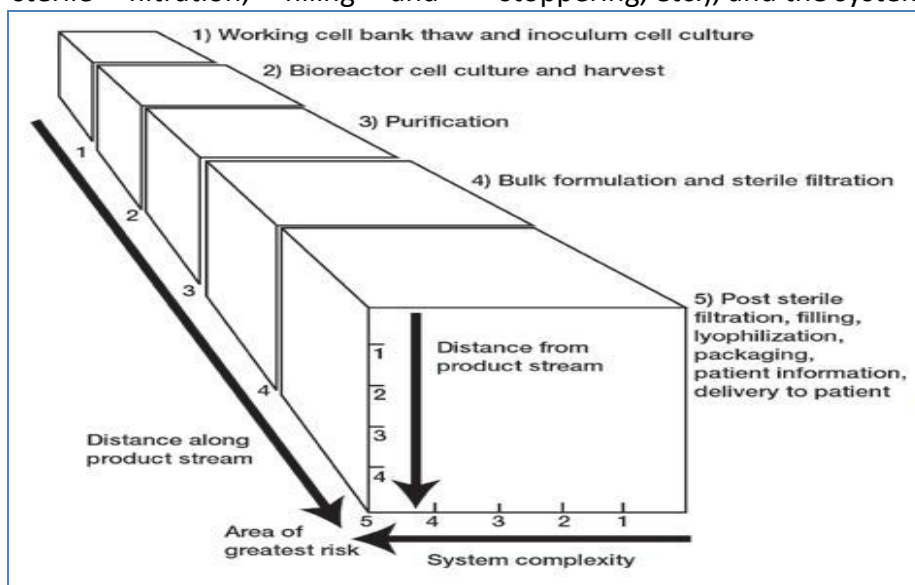 sterile filtration, filling and stoppering, etc), and the system
1) Working cell bank thaw and inoculum cell culture
2) Bioreactor cell culture and harvest
3) Purification
4) Bulk formulation and sterile filtration
5) Post sterile
filtration, filling,
lyophilization,
packaging,
patient information,
delivery to patient
1
2
3
4
5
Distance from
product stream
1
2
3
4
Distance along
product stream
4 3 2 1
Area of
greatest risk
System complexity